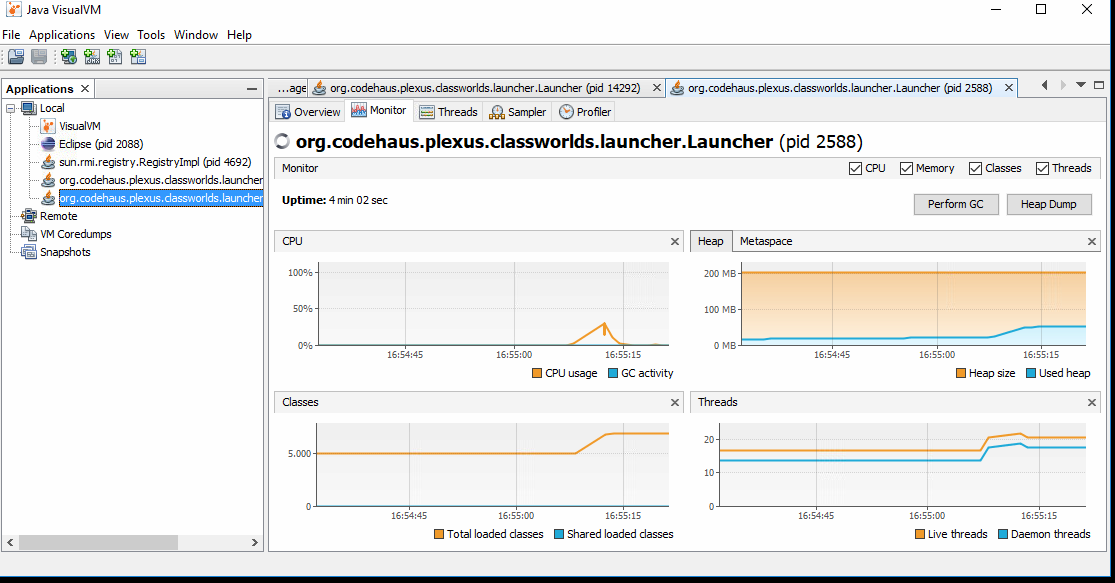 Java VisualVM
File Applications View Tools Window Help
Applications
Local
VisualVM
Eclipse (pid 2088)
sun.rmi.registry.RegistryImpl (pid 4692)
org.codehaus.plexus.classworlds.launcher
org.codehaus.plexus.classworlds.launcher
Remote
VM Coredumps
Snapshots
...age org.codehaus.plexus.classworlds.launcher.Launcher (pid 14292) org.codehaus.plexus.classworlds.launcher.Launcher (pid 2588)
Overview Monitor Threads Sampler Profiler
org.codehaus.plexus.classworlds.launcher.Launcher (pid 2588)
Monitor CPU Memory Classes Threads
Uptime: 4 min 02 sec Perform GC Heap Dump
CPU
100%
50%
0%
16:54:45 16:55:00 16:55:15
CPU usage GC activity
Heap Metaspace
200 MB
100 MB
0 MB
16:54:45 16:55:00 16:55:15
Heap size Used heap
Classes
5.000
0
16:54:45 16:55:00 16:55:15
Total loaded classes Shared loaded classes
Threads
20
10
0
16:54:45 16:55:00 16:55:15
Live threads Daemon threads